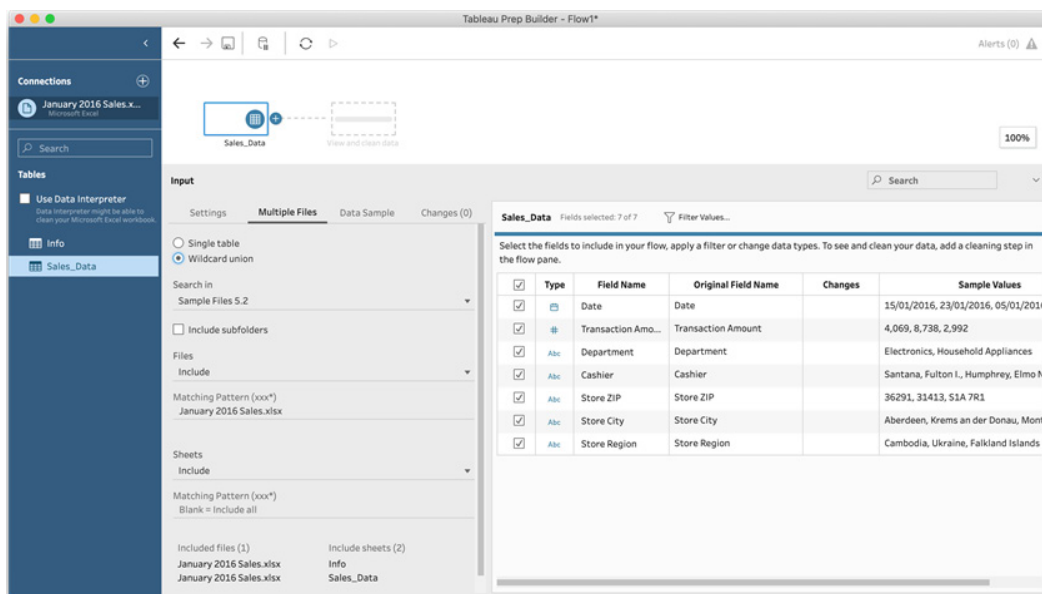 Tableau Prep Builder - Flow1*
Alerts (0)
Connections
January 2016 Sales.x...
Microsoft Excel
Search
Tables
Use Data Interpreter
Data Interpreter might be able to
clean your Microsoft Excel workbook.
Info
Sales_Data
Sales_Data
View and clean data
100%
Input
Search
Settings
Multiple Files
Data Sample
Changes (0)
Single table
Wildcard union
Search in
Sample Files 5.2
Include subfolders
Files
Include
Matching Pattern (xxx*)
January 2016 Sales.xlsx
Sheets
Include
Matching Pattern (xxx*)
Blank = Include all
Included files (1) Include sheets (2)
January 2016 Sales.xlsx Info
January 2016 Sales.xlsx Sales_Data
Sales_Data Fields selected: 7 of 7 Filter Values...
Select the fields to include in your flow, apply a filter or change data types. To see and clean your data, add a cleaning step in
the flow pane.
Type Field Name Original Field Name Changes Sample Values
Date Date 15/01/2016, 23/01/2016, 05/01/2016
# Transaction Amo... Transaction Amount 4,069, 8,738, 2,992
Abc Department Department Electronics, Household Appliances
Abc Cashier Cashier Santana, Fulton I., Humphrey, Elmo N
Abc Store ZIP Store ZIP 36291, 31413, S1A 7R1
Abc Store City Store City Aberdeen, Krems an der Donau, Mont
Abc Store Region Store Region Cambodia, Ukraine, Falkland Islands